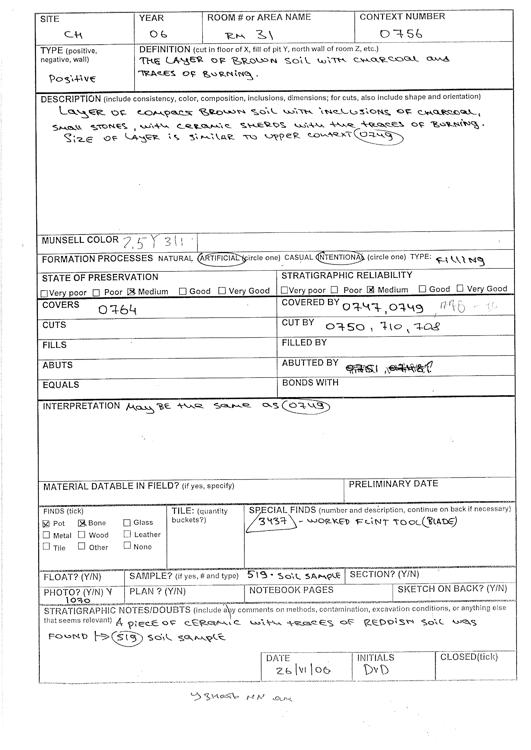 SITE YEAR ROOM # or AREA NAME CONTEXT NUMBER
CH 06 RM 31 0756
TYPE (positive, negative, wall) DEFINITION (cut in floor of X, fill of pit Y, north wall of room Z, etc.)
Positive THE LAYER OF BROWN SOIL WITH CHARCOAL and
TRACES OF BURNING.
DESCRIPTION (include consistency, color, composition, inclusions, dimensions; for cuts, also include shape and orientation)
LAYER OF COMPACT BROWN SOIL WITH INCLUSIONS OF CHARCOAL,
SMALL STONES, WITH CERAMIC SHERDS WITH the TRACES OF BURNING.
SIZE OF LAYER IS SIMILAR TO UPPER CONTEXT 0749
MUNSELL COLOR 2.5Y 3/1
FORMATION PROCESSES NATURAL ARTIFICIAL (circle one) CASUAL INTENTIONAL (circle one) TYPE: FILLING
STATE OF PRESERVATION STRATIGRAPHIC RELIABILITY
☐Very poor ☐ Poor ☒ Medium ☐ Good ☐ Very Good ☐Very poor ☐ Poor ☒ Medium ☐ Good ☐ Very Good
COVERS 0764 COVERED BY 0747, 0749
CUTS CUT BY 0750, 710, 708
FILLS FILLED BY
ABUTS ABUTTED BY
EQUALS BONDS WITH
INTERPRETATION MAY BE the same as 0749
MATERIAL DATABLE IN FIELD? (if yes, specify) PRELIMINARY DATE
FINDS (tick) TILE: (quantity buckets?) SPECIAL FINDS (number and description, continue on back if necessary)
☒ Pot ☒ Bone ☐ Glass 3437 - WORKED FLINT TOOL (BLADE)
☐ Metal ☐ Wood ☐ Leather
☐ Tile ☐ Other ☐ None
FLOAT? (Y/N) SAMPLE? (if yes, # and type) 519 - SOIL SAMPLE SECTION? (Y/N)
PHOTO? (Y/N) Y PLAN ? (Y/N) NOTEBOOK PAGES SKETCH ON BACK? (Y/N)
1070
STRATIGRAPHIC NOTES/DOUBTS (include any comments on methods, contamination, excavation conditions, or anything else
that seems relevant) A PIECE OF CERAMIC WITH TRACES OF REDDISH SOIL WAS
FOUND → 519 SOIL SAMPLE
DATE INITIALS CLOSED(tick)
26/VI/06 DVD